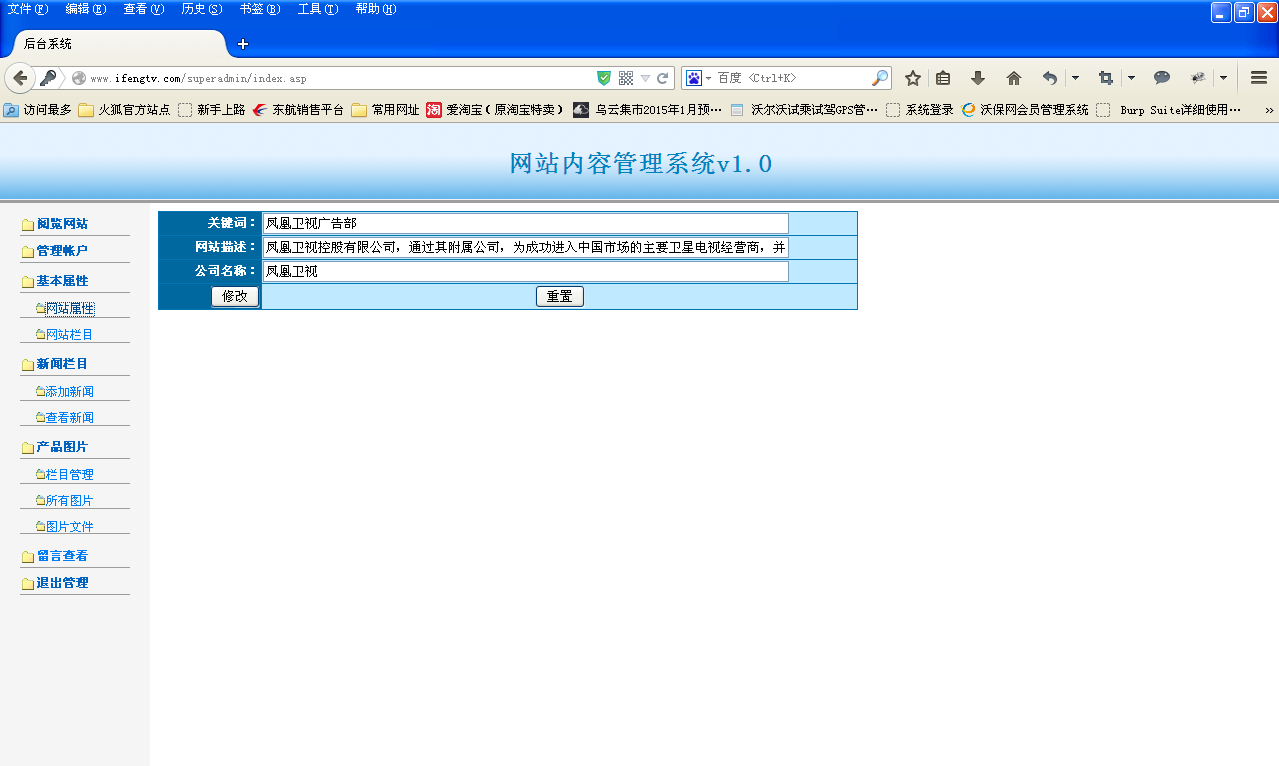 文件(F) 编辑(E) 查看(V) 历史(S) 书签(B) 工具(T) 帮助(H)
后台系统
www.ifengtv.com/superadmin/index.asp 百度 <Ctrl+K>
访问最多 火狐官方站点 新手上路 东航销售平台 常用网址 淘 爱淘宝（原淘宝特卖） 乌云集市2015年1月预… 沃尔沃试乘试驾GPS管… 系统登录 沃保网会员管理系统 Burp Suite详细使用… »
网站内容管理系统v1.0
阅览网站
管理帐户
基本属性
网站属性
网站栏目
新闻栏目
添加新闻
查看新闻
产品图片
栏目管理
所有图片
图片文件
留言查看
退出管理
关键词： 凤凰卫视广告部
网站描述： 凤凰卫视控股有限公司，通过其附属公司，为成功进入中国市场的主要卫星电视经营商，并
公司名称： 凤凰卫视
修改 重置